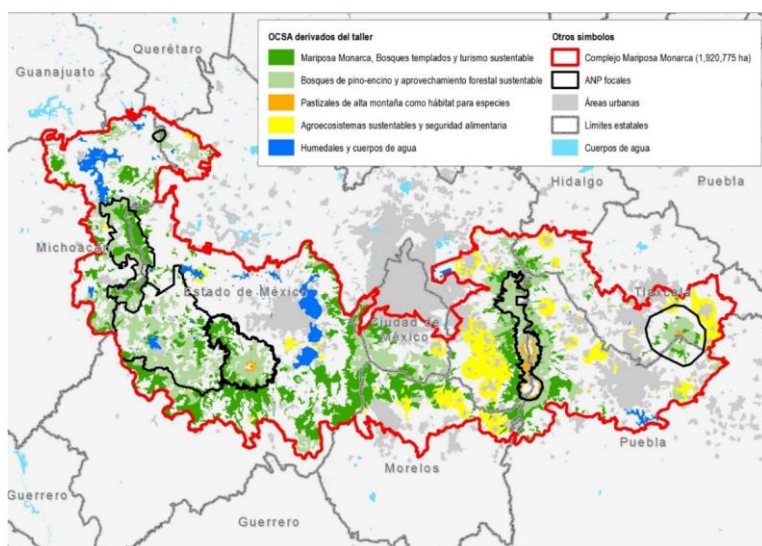 OCSA derivados del taller
Mariposa Monarca, Bosques templados y turismo sustentable
Bosques de pino-encino y aprovechamiento forestal sustentable
Pastizales de alta montaña como hábitat para especies
Agroecosistemas sustentables y seguridad alimentaria
Humedales y cuerpos de agua
Otros símbolos
Complejo Mariposa Monarca (1,920,775 ha)
ANP focales
Áreas urbanas
Límites estatales
Cuerpos de agua
Querétaro
Guanajuato
Hidalgo
Puebla
Michoacán
Estado de México
Ciudad de
México
Tlaxcala
Puebla
Morelos
Guerrero
Guerrero